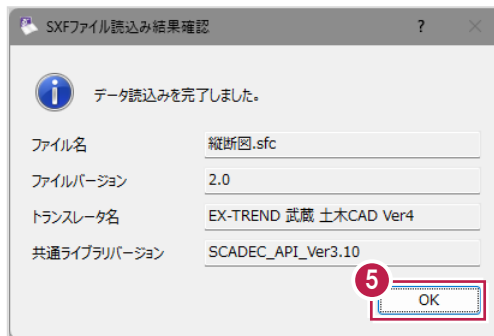 SXFファイル読込み結果確認
?
データ読込みを完了しました。
ファイル名 縦断図.sfc
ファイルバージョン 2.0
トランスレータ名 EX-TREND 武蔵 土木CAD Ver4
共通ライブラリバージョン SCADEC_API_Ver3.10
5
OK